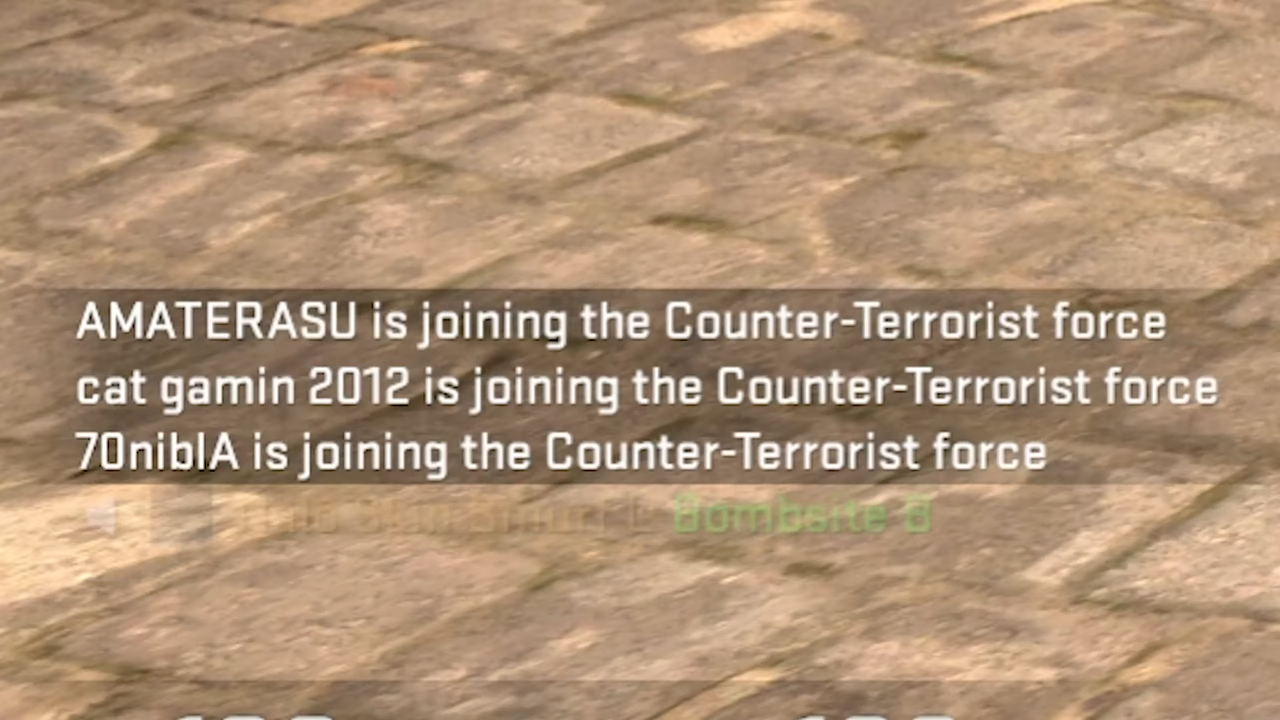 AMATERASU is joining the Counter-Terrorist force
cat gamin 2012 is joining the Counter-Terrorist force
70niblA is joining the Counter-Terrorist force
Bombsite B